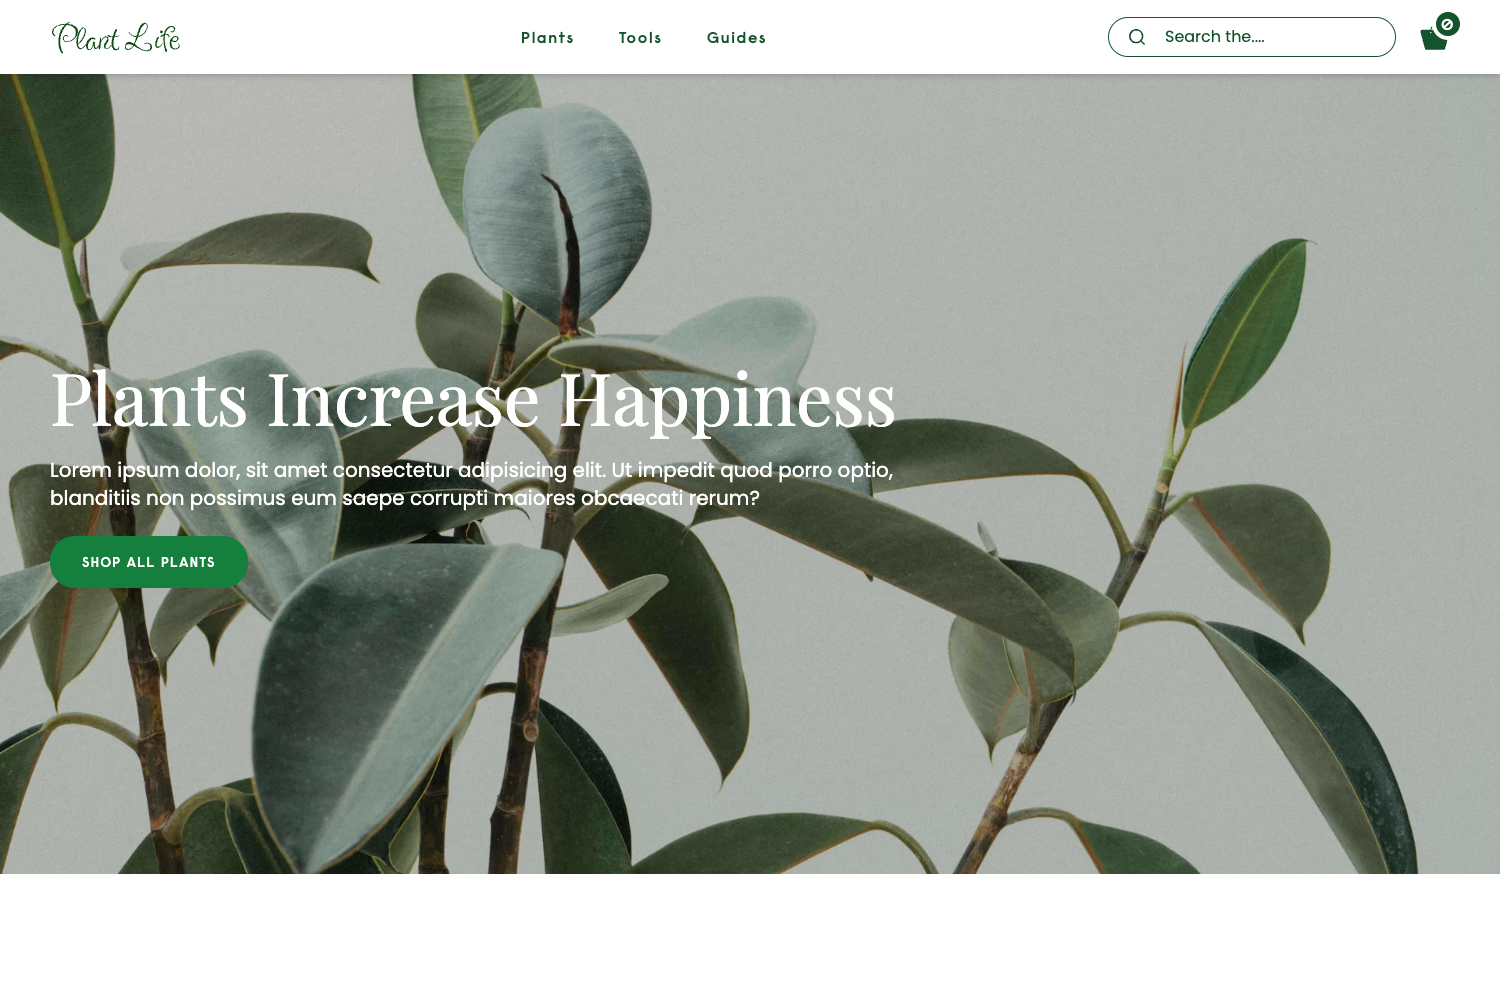 Plant Life
Plants Tools Guides
Search the....
0
Plants Increase Happiness
Lorem ipsum dolor, sit amet consectetur adipisicing elit. Ut impedit quod porro optio,
blanditiis non possimus eum saepe corrupti maiores obcaecati rerum?
SHOP ALL PLANTS